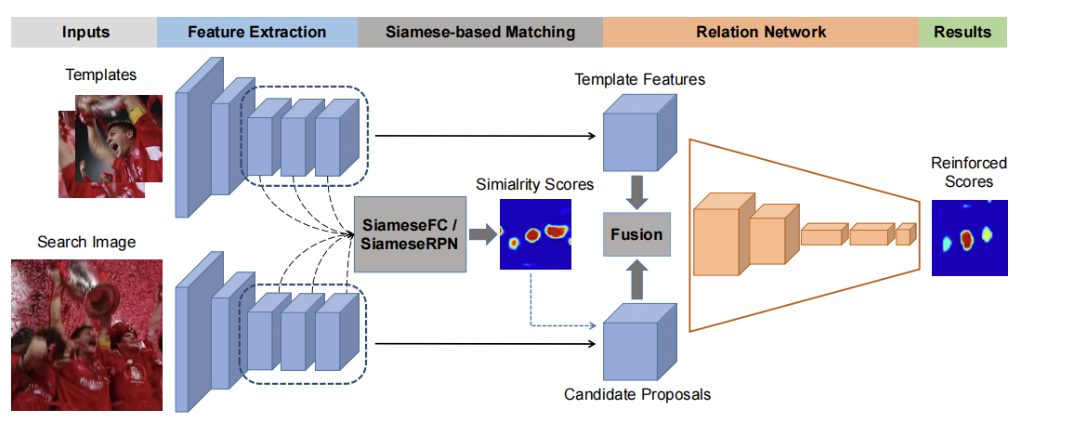 Inputs
Feature Extraction
Siamese-based Matching
Relation Network
Results
Templates
Template Features
Reinforced
Scores
Simialrity Scores
SiameseFC /
SiameseRPN
Fusion
Search Image
Candidate Proposals